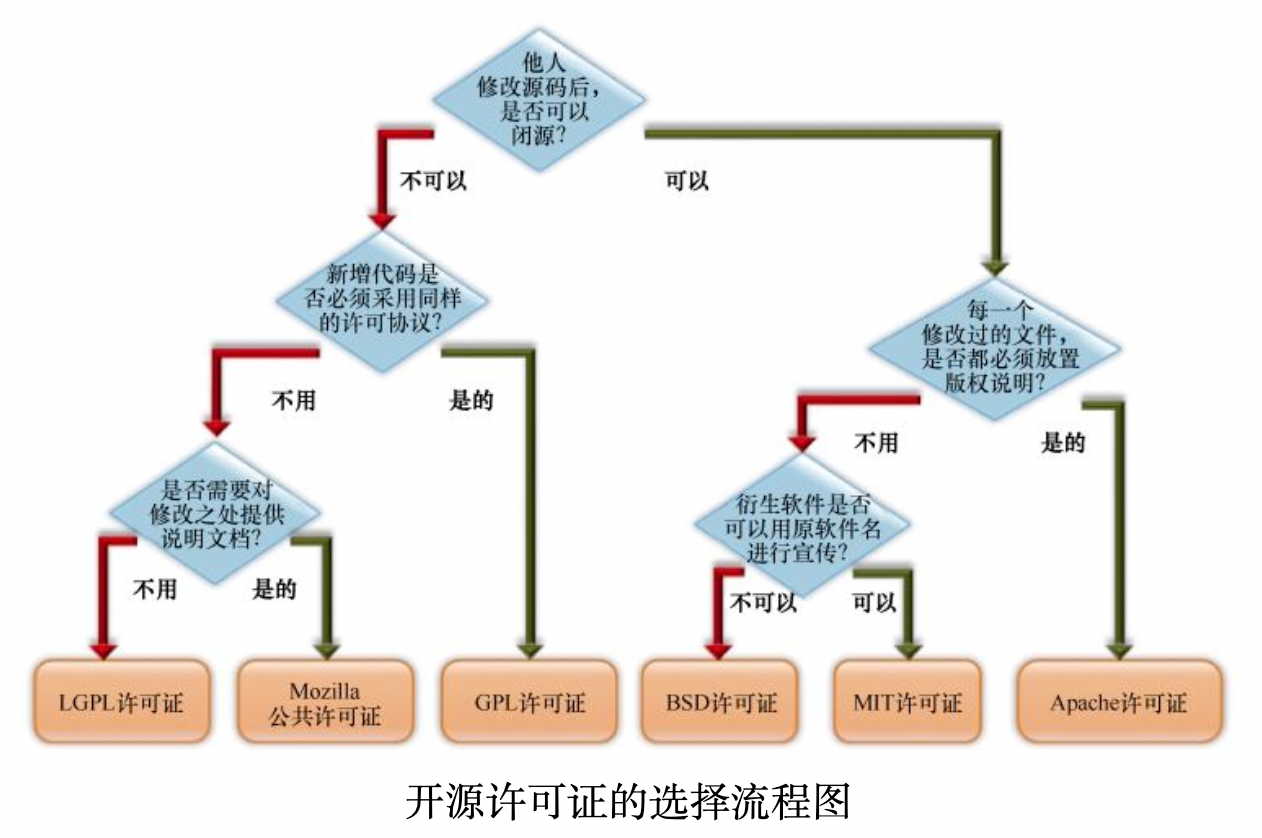 他人
修改源码后，
是否可以
闭源？
不可以
可以
新增代码是
否必须采用同样
的许可协议？
每一个
修改过的文件，
是否都必须放置
版权说明？
不用
是的
不用
是的
是否需要对
修改之处提供
说明文档？
衍生软件是否
可以用原软件名
进行宣传？
不用
是的
不可以
可以
LGPL许可证
Mozilla
公共许可证
GPL许可证
BSD许可证
MIT许可证
Apache许可证
开源许可证的选择流程图